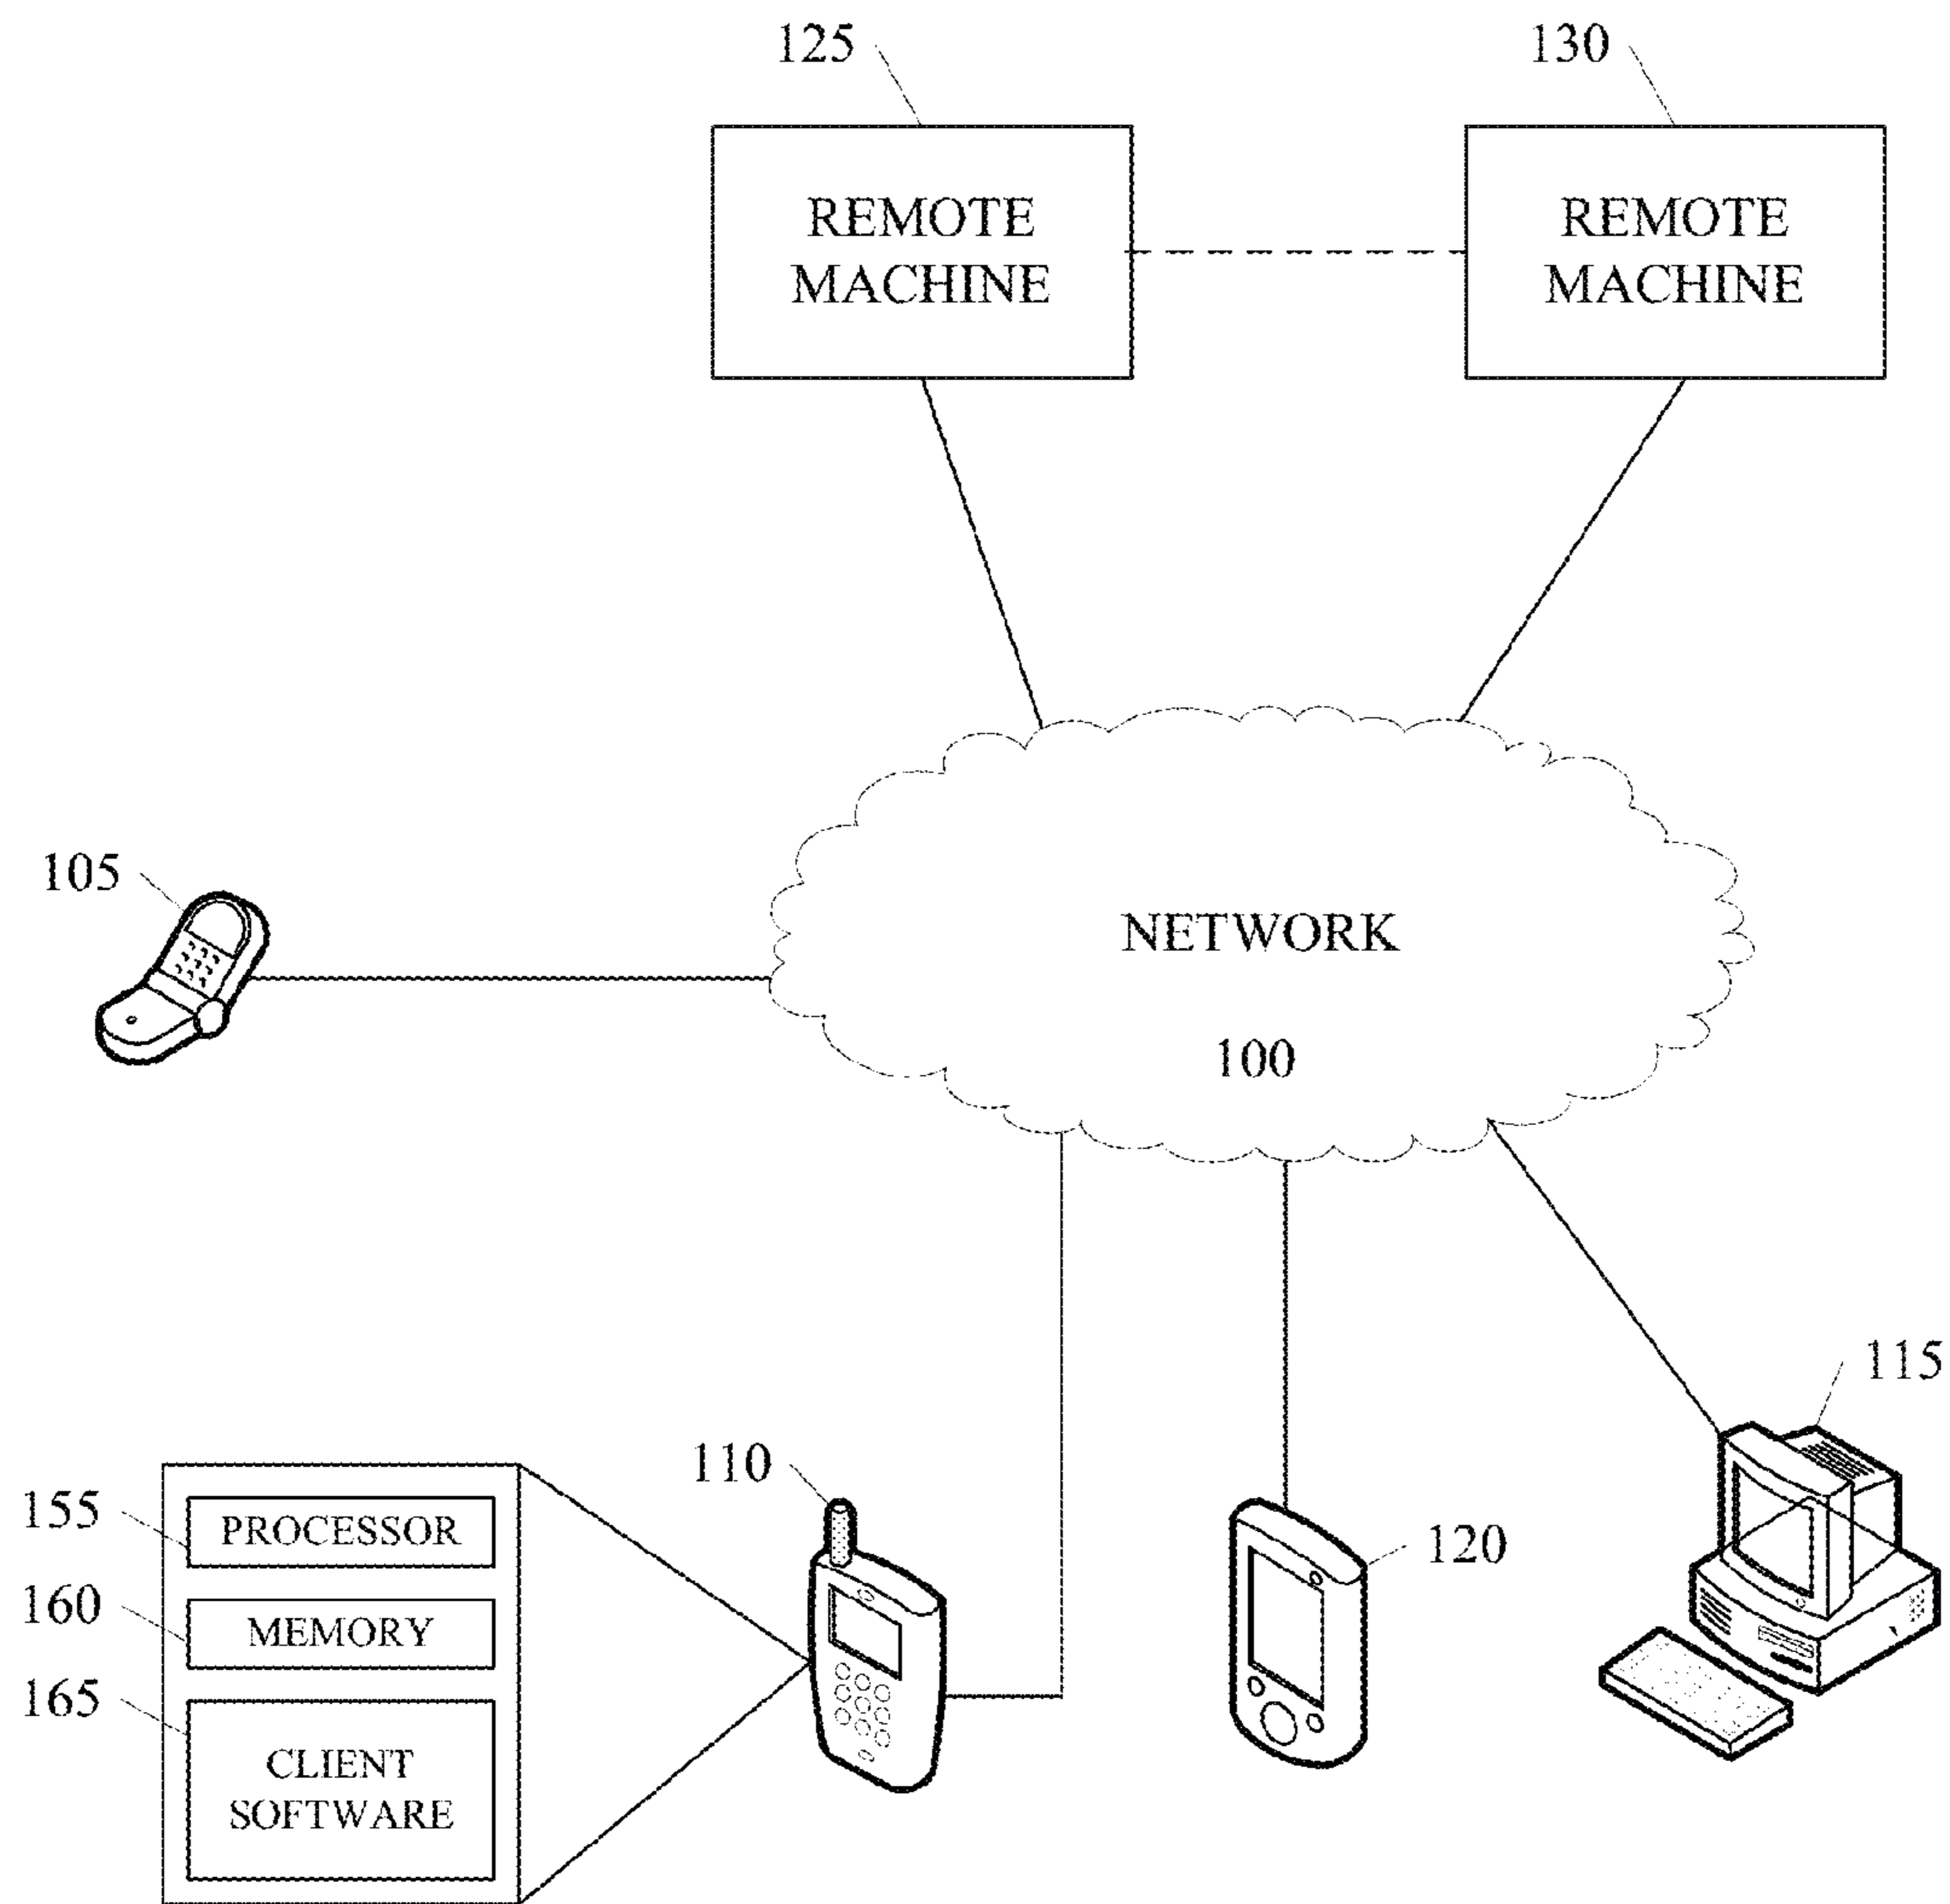 125
130
REMOTE
MACHINE
REMOTE
MACHINE
105
NETWORK
100
115
110
120
155
PROCESSOR
160
MEMORY
165
CLIENT
SOFTWARE